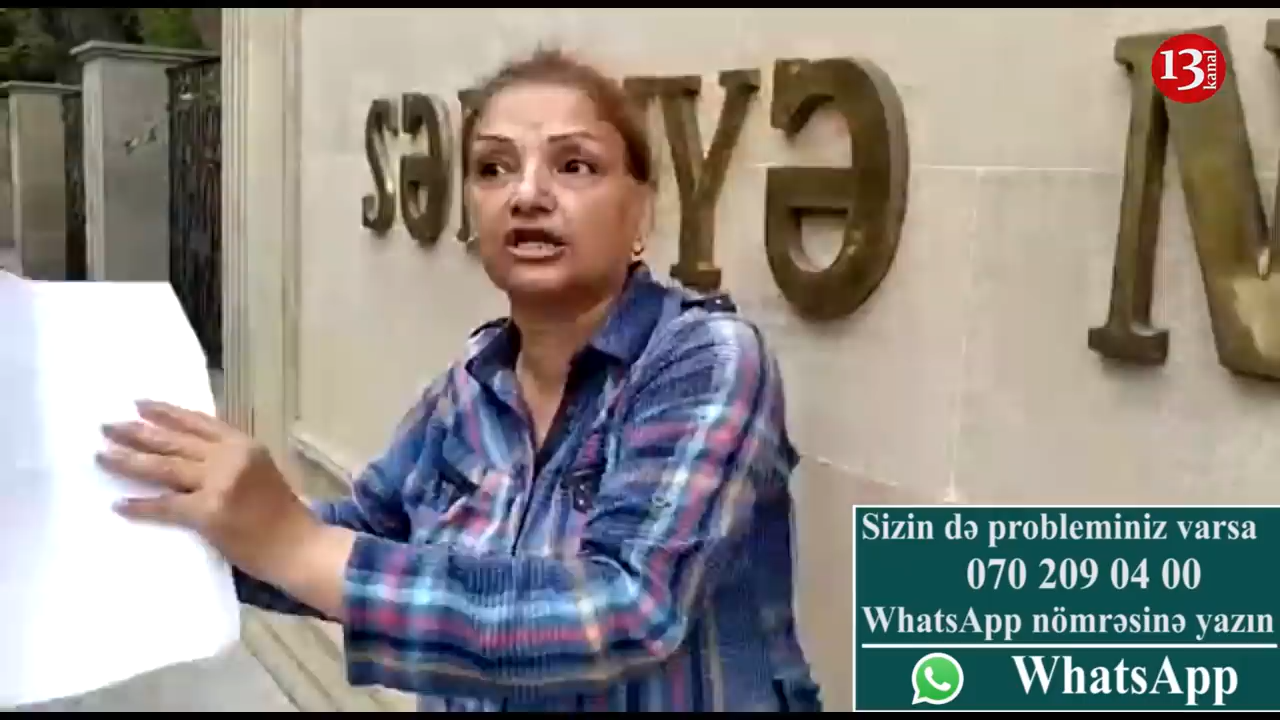 13
kanal
Sizin də probleminiz varsa
070 209 04 00
WhatsApp nömrəsinə yazın
WhatsApp